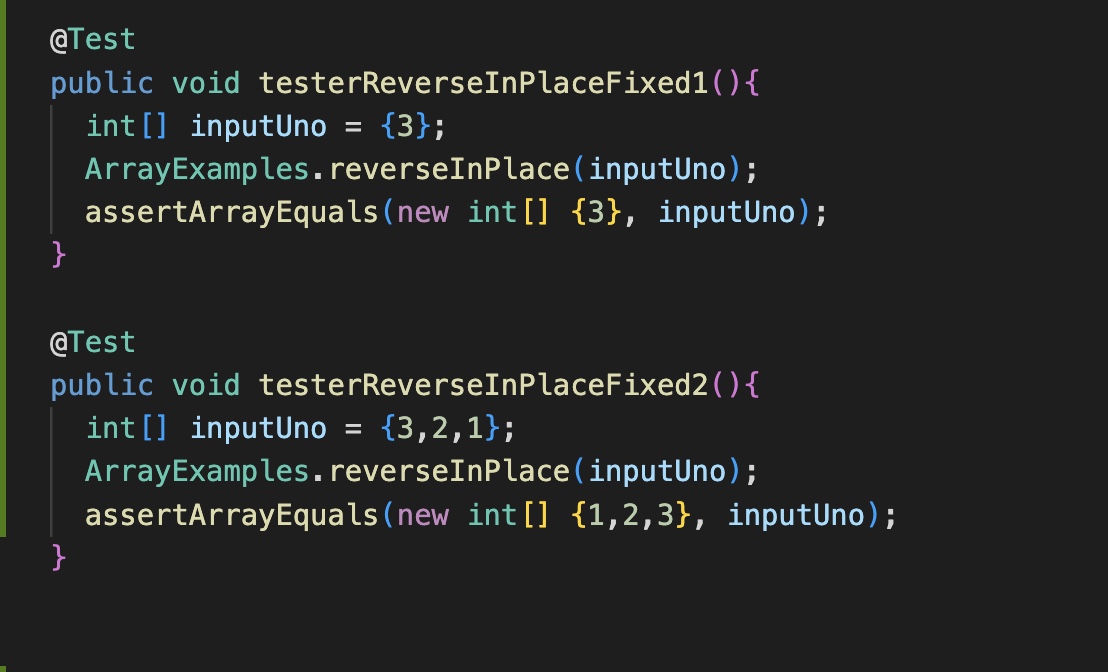 @Test
public void testerReverseInPlaceFixed1(){
  int[] inputUno = {3};
  ArrayExamples.reverseInPlace(inputUno);
  assertArrayEquals(new int[] {3}, inputUno);
}
@Test
public void testerReverseInPlaceFixed2(){
  int[] inputUno = {3,2,1};
  ArrayExamples.reverseInPlace(inputUno);
  assertArrayEquals(new int[] {1,2,3}, inputUno);
}